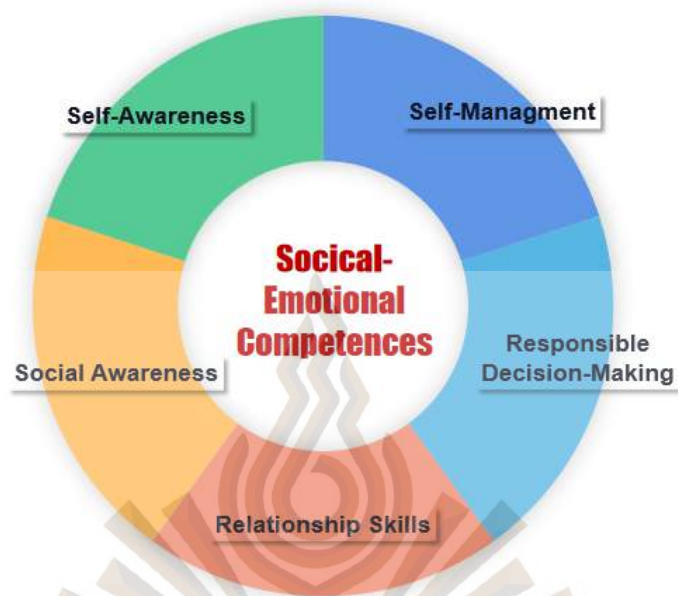 Self-Awareness
Self-Managment
Socical-
Emotional
Competences
Responsible
Decision-Making
Social Awareness
Relationship Skills